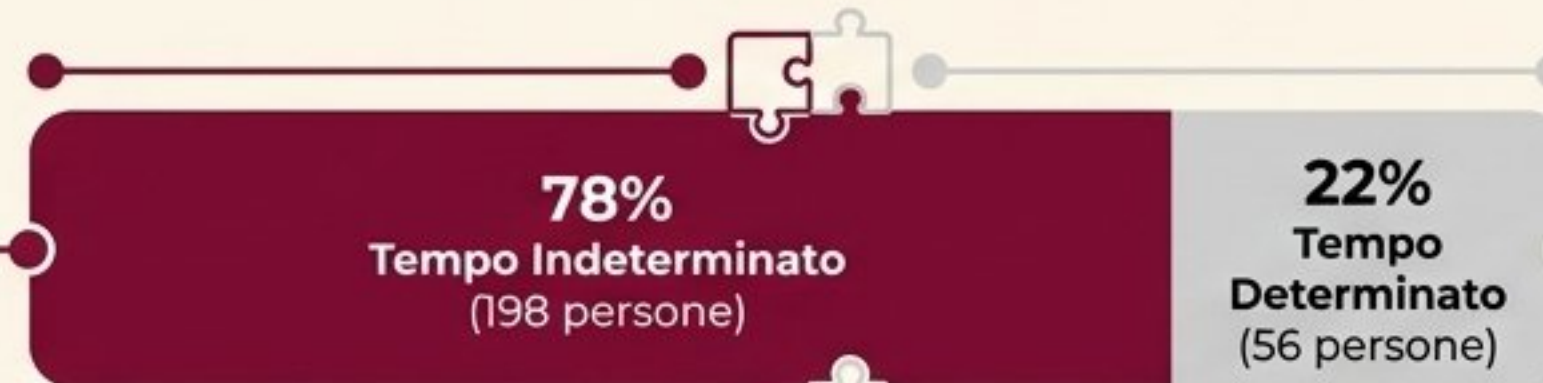 78%
Tempo Indeterminato
(198 persone)
22%
Tempo
Determinato
(56 persone)